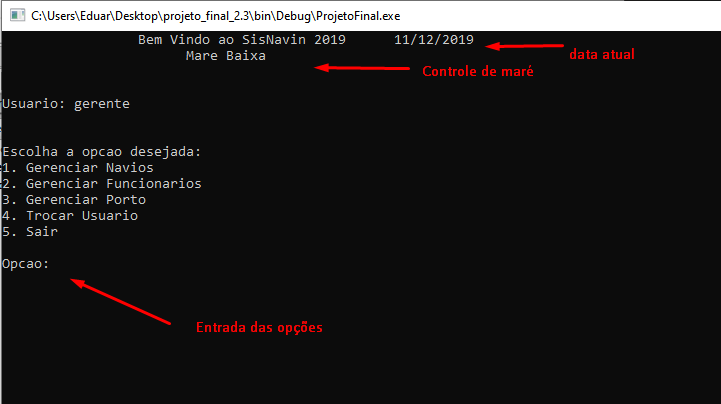 C:\Users\Eduar\Desktop\projeto_final_2.3\bin\Debug\ProjetoFinal.exe
Bem Vindo ao SisNavin 2019 11/12/2019
data atual
Mare Baixa
Controle de maré
Usuario: gerente
Escolha a opcao desejada:
1. Gerenciar Navios
2. Gerenciar Funcionarios
3. Gerenciar Porto
4. Trocar Usuario
5. Sair
Opcao:
Entrada das opções